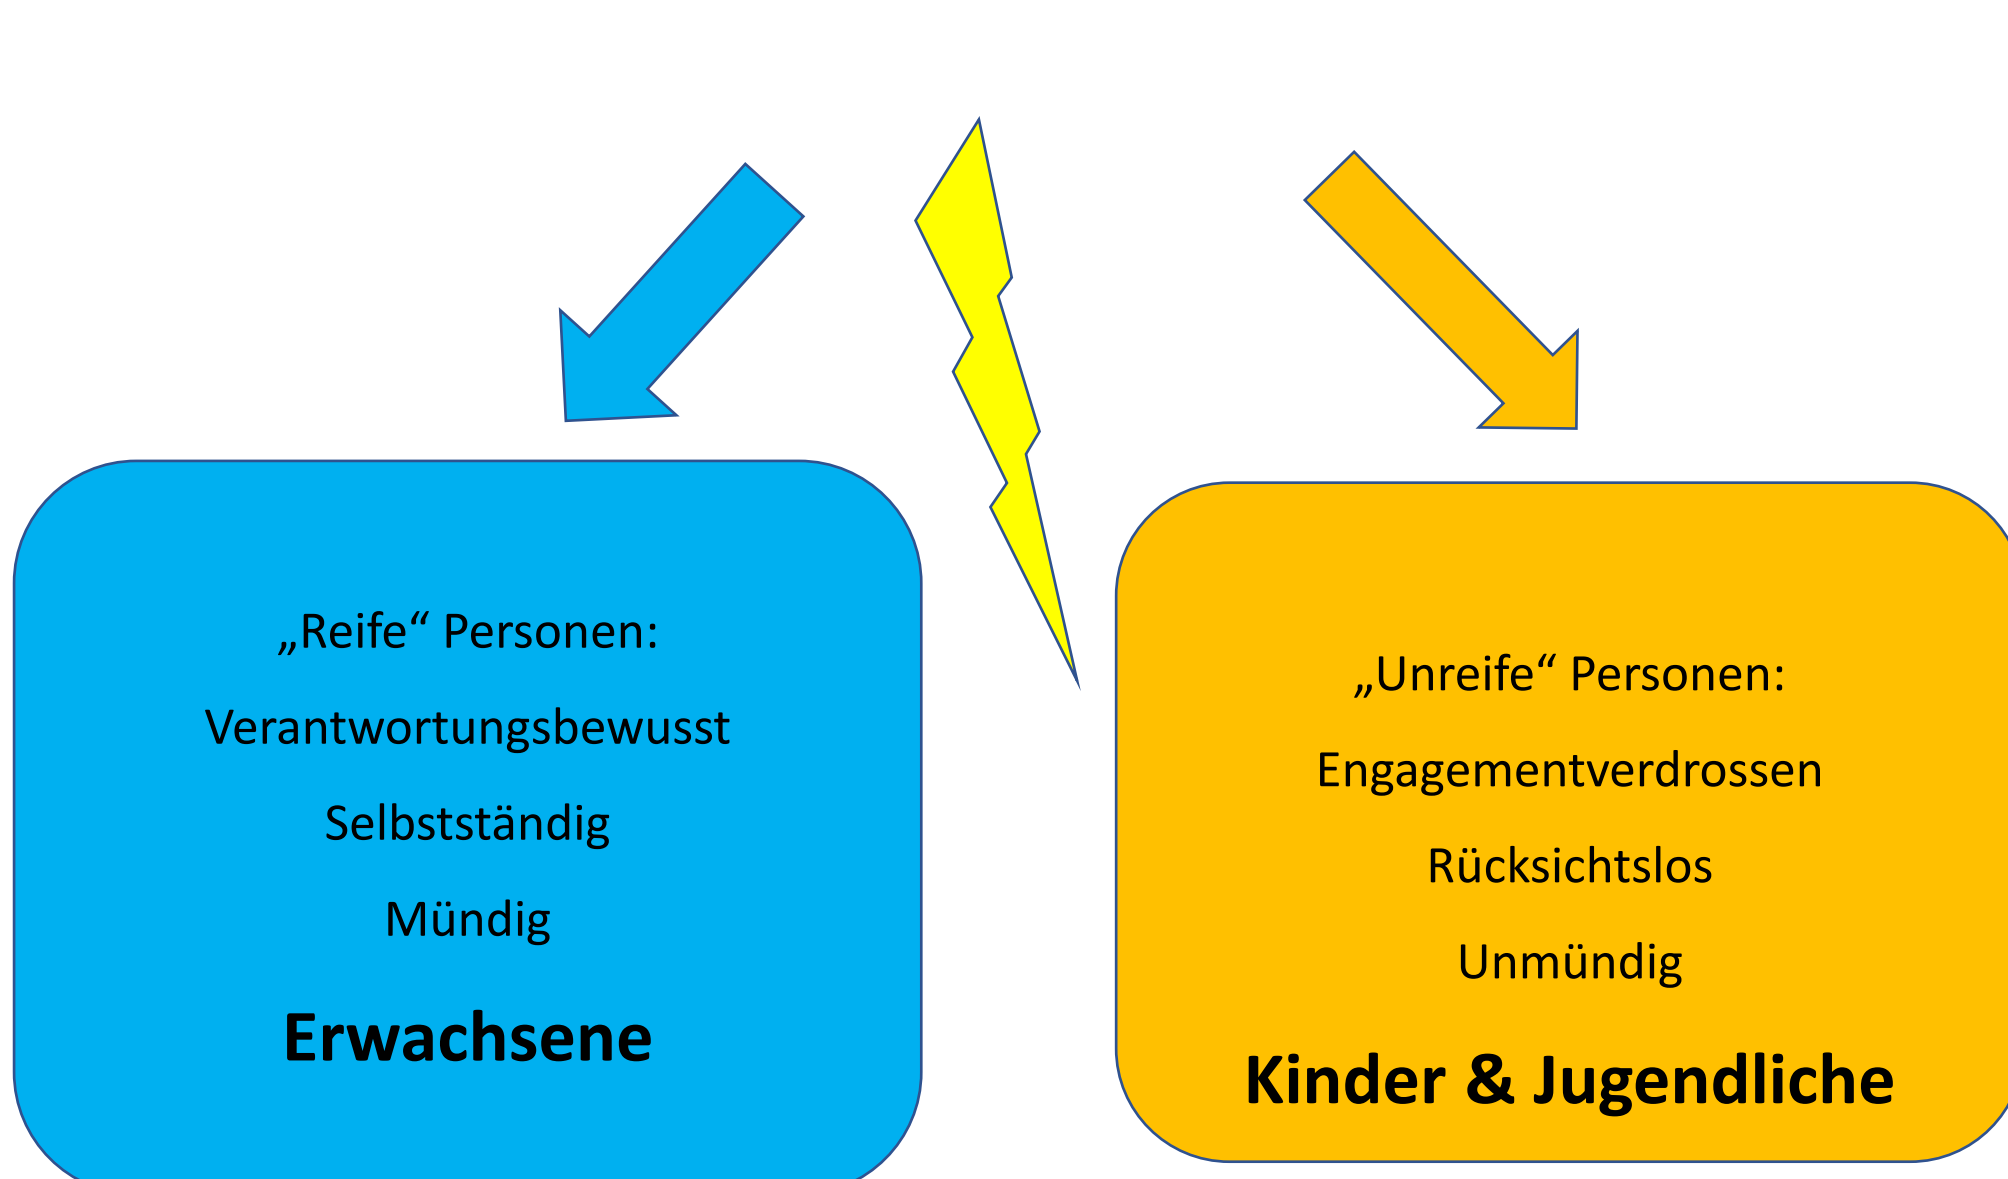 „Reife“ Personen:
Verantwortungsbewusst
Selbstständig
Mündig
Erwachsene
„Unreife“ Personen:
Engagementverdrossen
Rücksichtslos
Unmündig
Kinder & Jugendliche